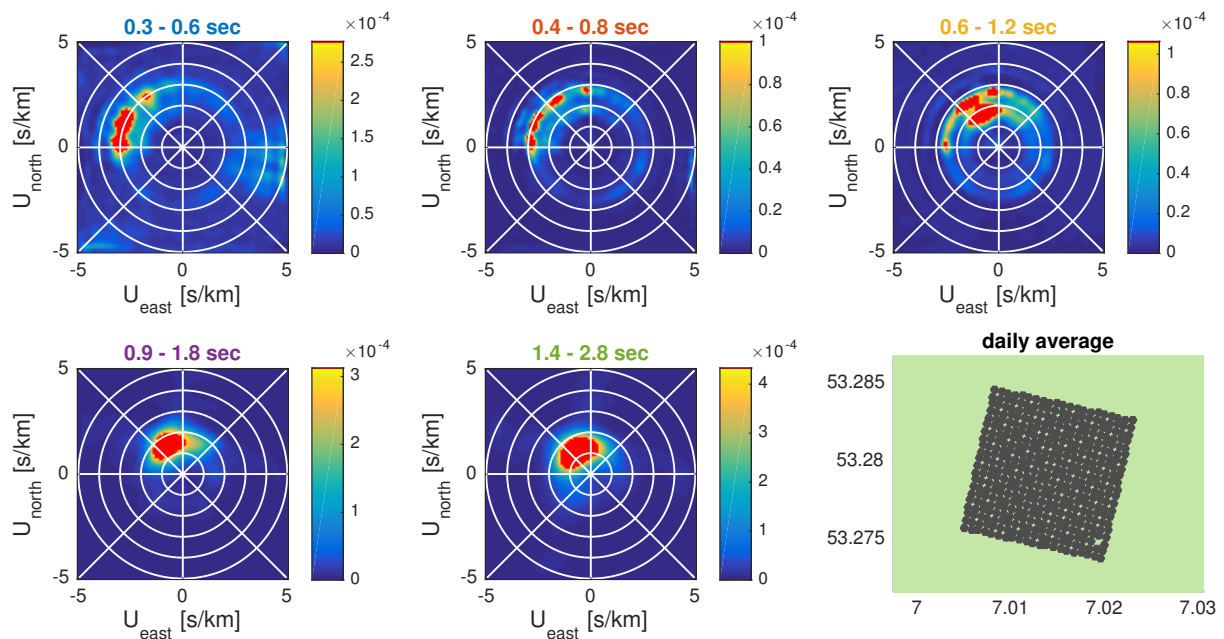 0.3 - 0.6 sec
×10⁻⁴
5
0
-5
U_north [s/km]
-5 0 5
U_east [s/km]
2.5
2
1.5
1
0.5
0
0.4 - 0.8 sec
×10⁻⁴
5
0
-5
U_north [s/km]
-5 0 5
U_east [s/km]
1
0.8
0.6
0.4
0.2
0
0.6 - 1.2 sec
×10⁻⁴
5
0
-5
U_north [s/km]
-5 0 5
U_east [s/km]
1
0.8
0.6
0.4
0.2
0
0.9 - 1.8 sec
×10⁻⁴
5
0
-5
U_north [s/km]
-5 0 5
U_east [s/km]
3
2
1
0
1.4 - 2.8 sec
×10⁻⁴
5
0
-5
U_north [s/km]
-5 0 5
U_east [s/km]
4
3
2
1
0
daily average
53.285
53.28
53.275
7 7.01 7.02 7.03